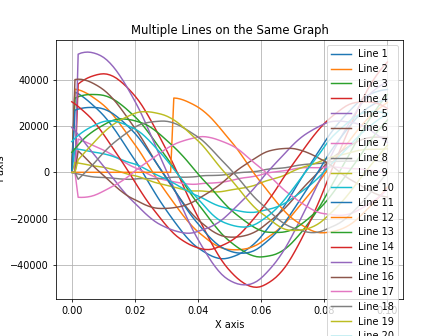 Multiple Lines on the Same Graph
40000
20000
0
−20000
−40000
0.00
0.02
0.04
0.06
0.08
0.10
X axis
Line 1
Line 2
Line 3
Line 4
Line 5
Line 6
Line 7
Line 8
Line 9
Line 10
Line 11
Line 12
Line 13
Line 14
Line 15
Line 16
Line 17
Line 18
Line 19
Line 20